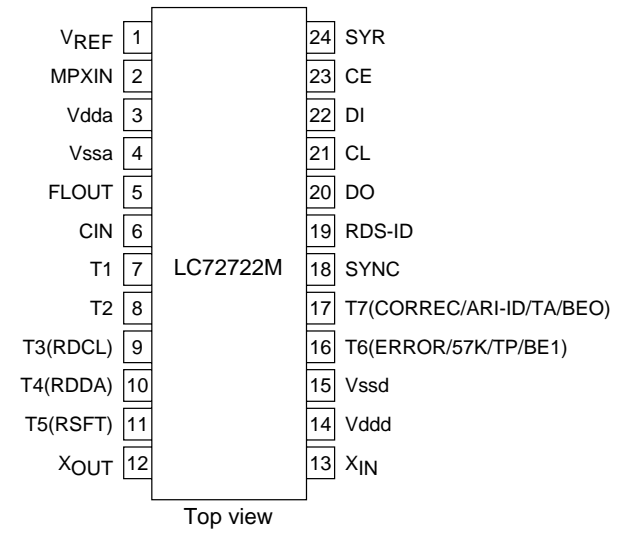 VREF 1 24 SYR
MPXIN 2 23 CE
Vdda 3 22 DI
Vssa 4 21 CL
FLOUT 5 20 DO
CIN 6 19 RDS-ID
T1 7 LC72722M 18 SYNC
T2 8 17 T7(CORREC/ARI-ID/TA/BEO)
T3(RDCL) 9 16 T6(ERROR/57K/TP/BE1)
T4(RDDA) 10 15 Vssd
T5(RSFT) 11 14 Vddd
XOUT 12 13 XIN
Top view